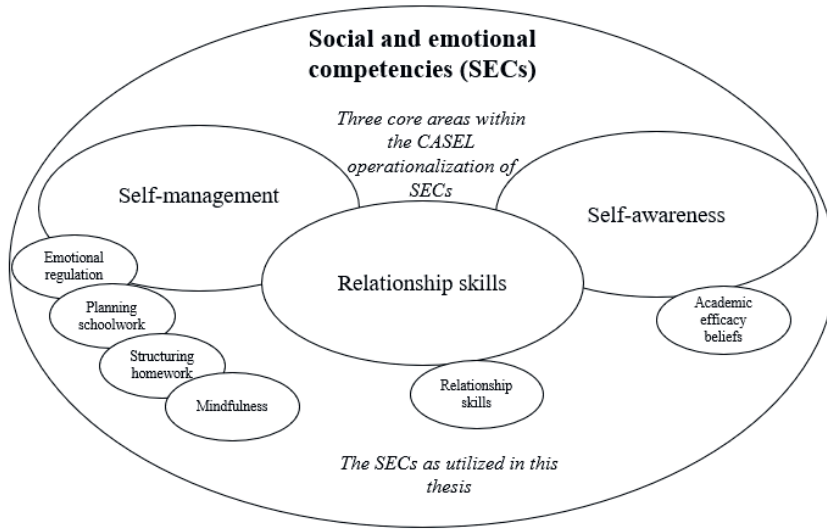 Social and emotional
competencies (SECs)
Three core areas within
the CASEL
operationalization of
SECs
Self-management
Self-awareness
Relationship skills
Emotional
regulation
Planning
schoolwork
Structuring
homework
Mindfulness
Relationship
skills
Academic
efficacy
beliefs
The SECs as utilized in this
thesis